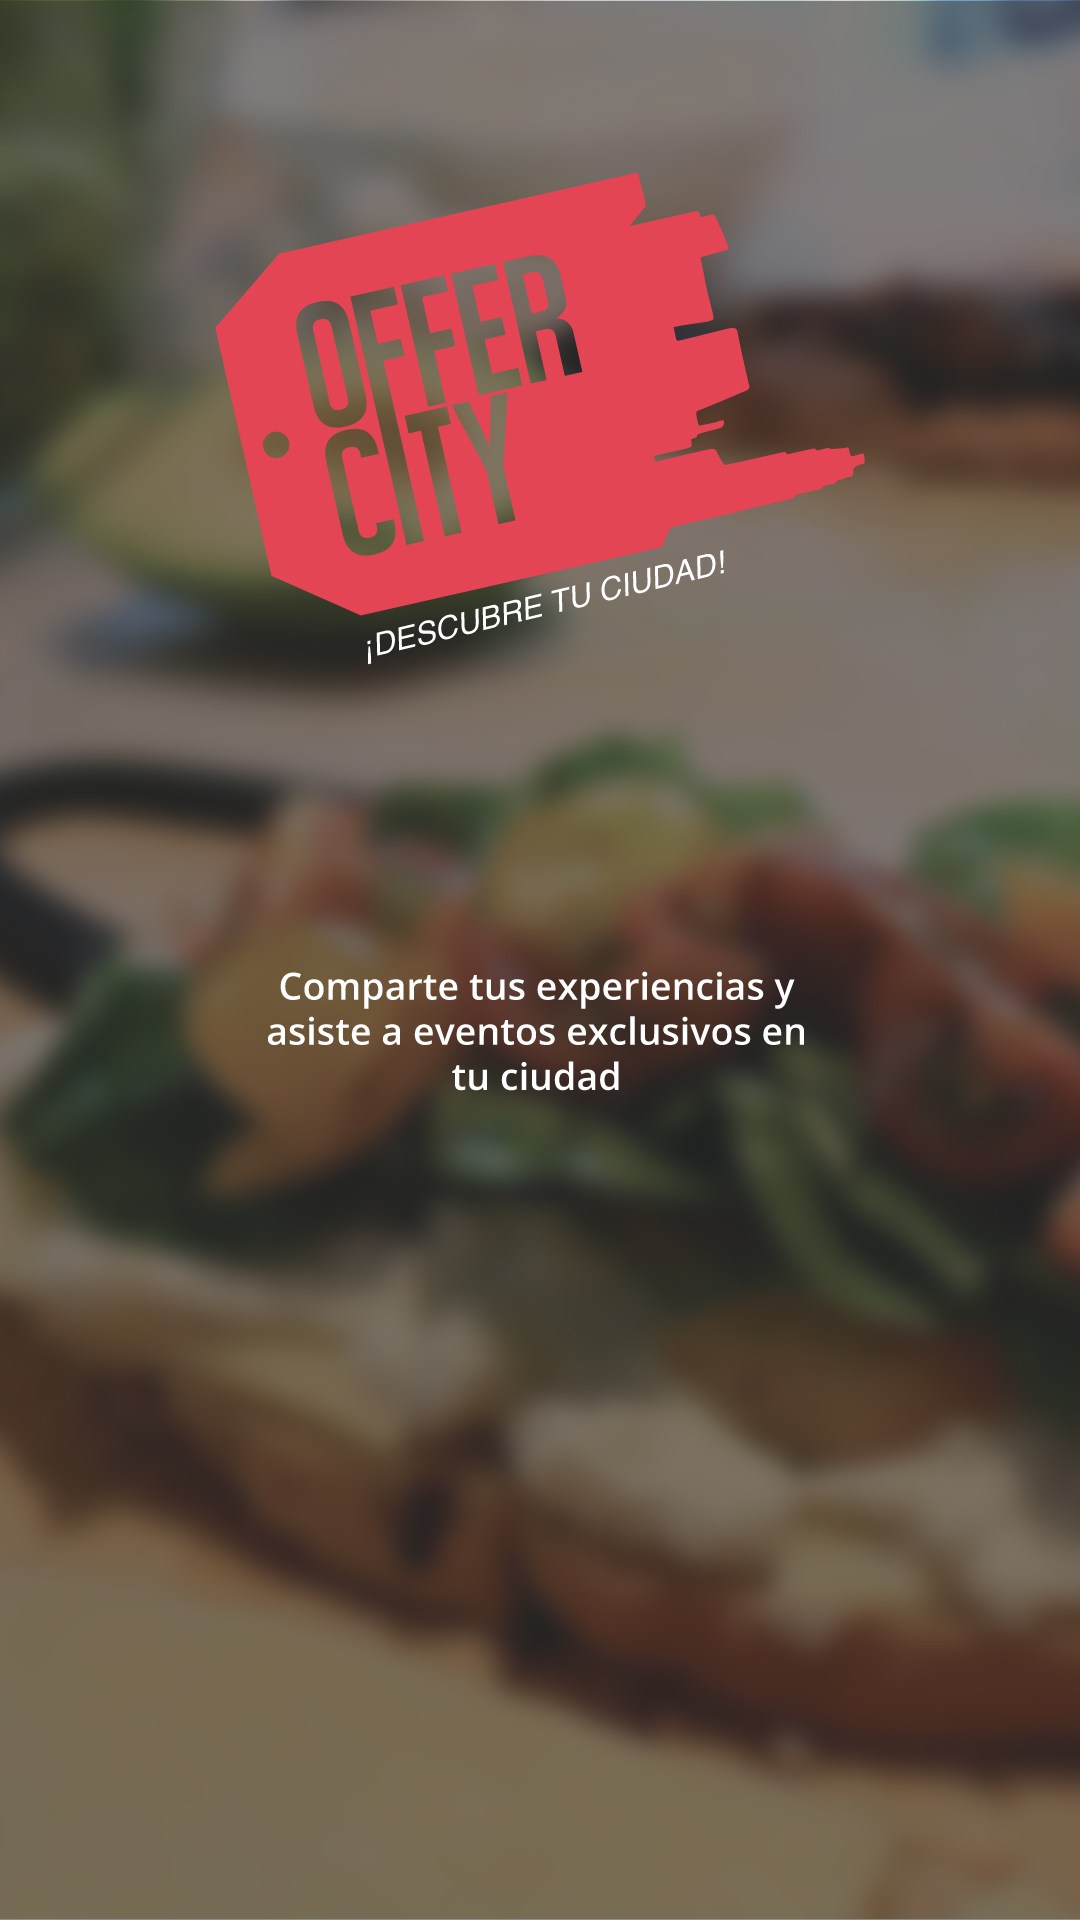 OFFER
CITY
¡DESCUBRE TU CIUDAD!
Comparte tus experiencias y
asiste a eventos exclusivos en
tu ciudad